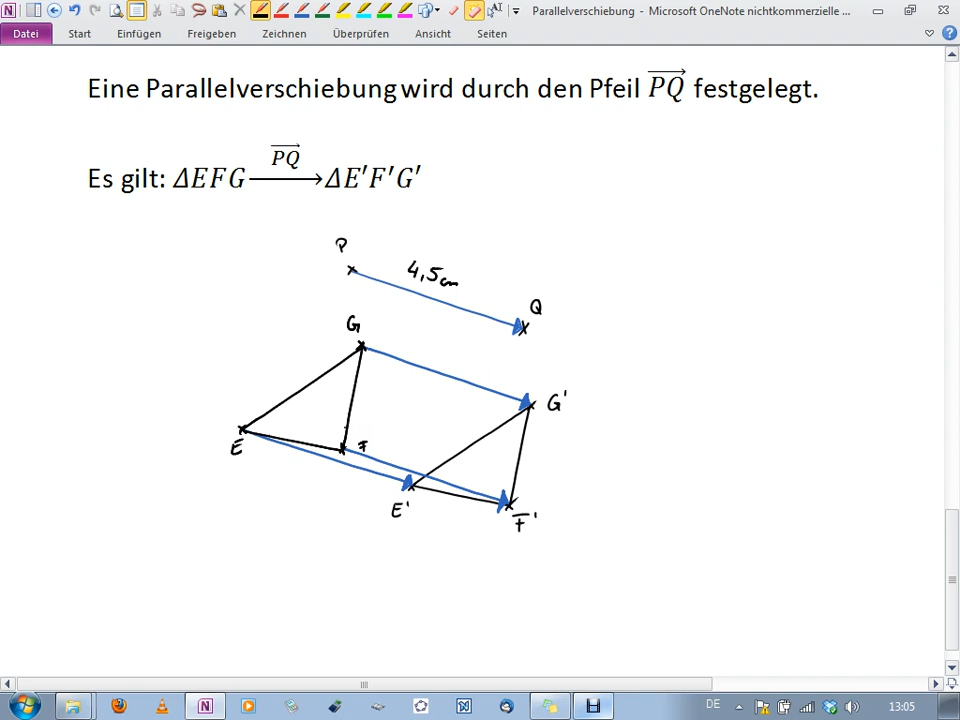 Parallelverschiebung - Microsoft OneNote nichtkommerzielle ...
Datei Start Einfügen Freigeben Zeichnen Überprüfen Ansicht Seiten
Eine Parallelverschiebung wird durch den Pfeil PQ festgelegt.
PQ
Es gilt: ΔEFG ⟶ ΔE'F'G'
P
4,5cm
Q
G
G'
E
F
E'
F'
DE
13:05